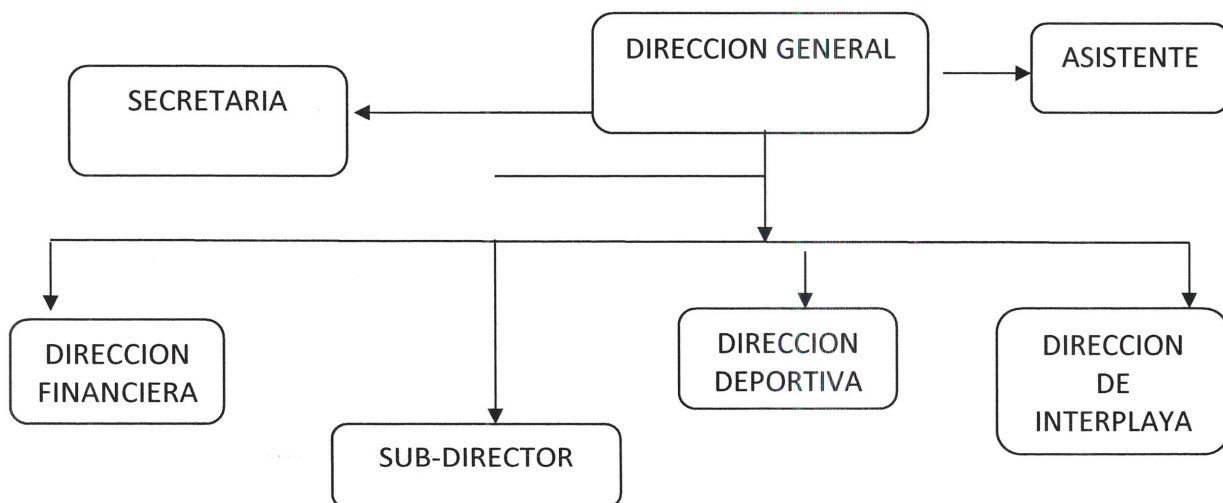 DIRECCION GENERAL
ASISTENTE
SECRETARIA
DIRECCION
FINANCIERA
SUB-DIRECTOR
DIRECCION
DEPORTIVA
DIRECCION
DE
INTERPLAYA